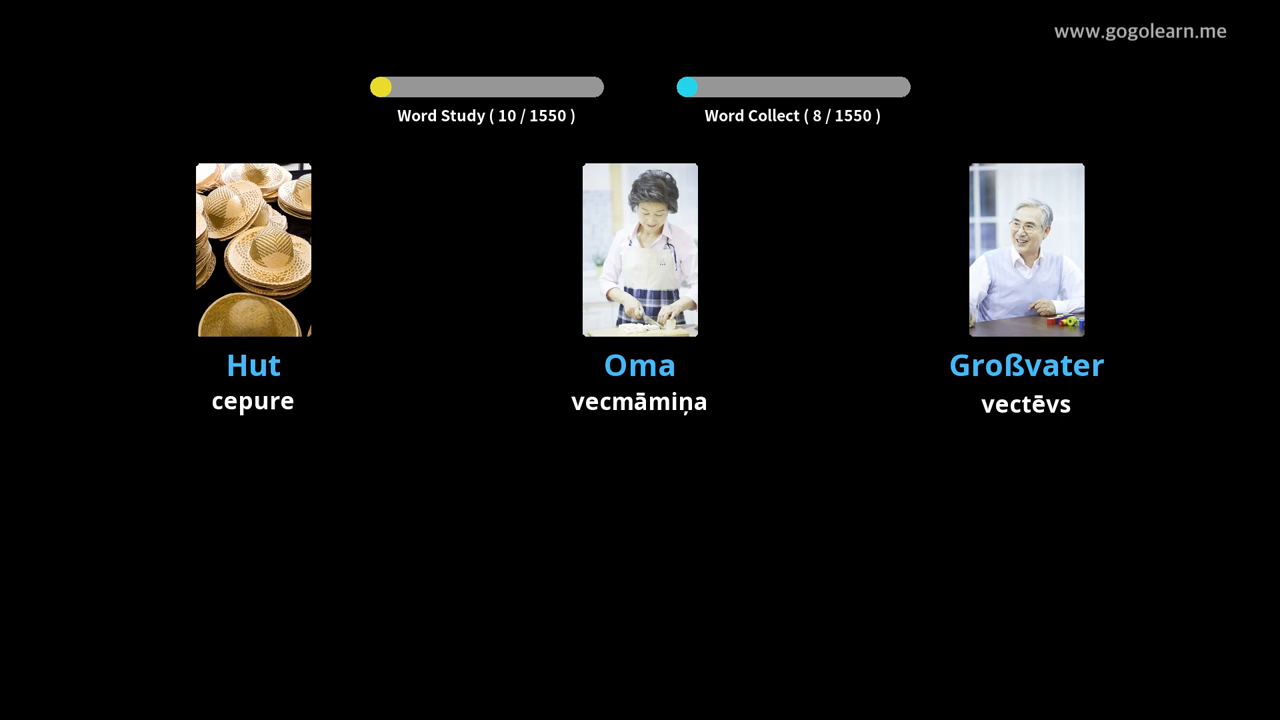 www.gogolearn.me
Word Study ( 10 / 1550 )
Word Collect ( 8 / 1550 )
Hut
cepure
Oma
vecmāmiņa
Großvater
vectēvs